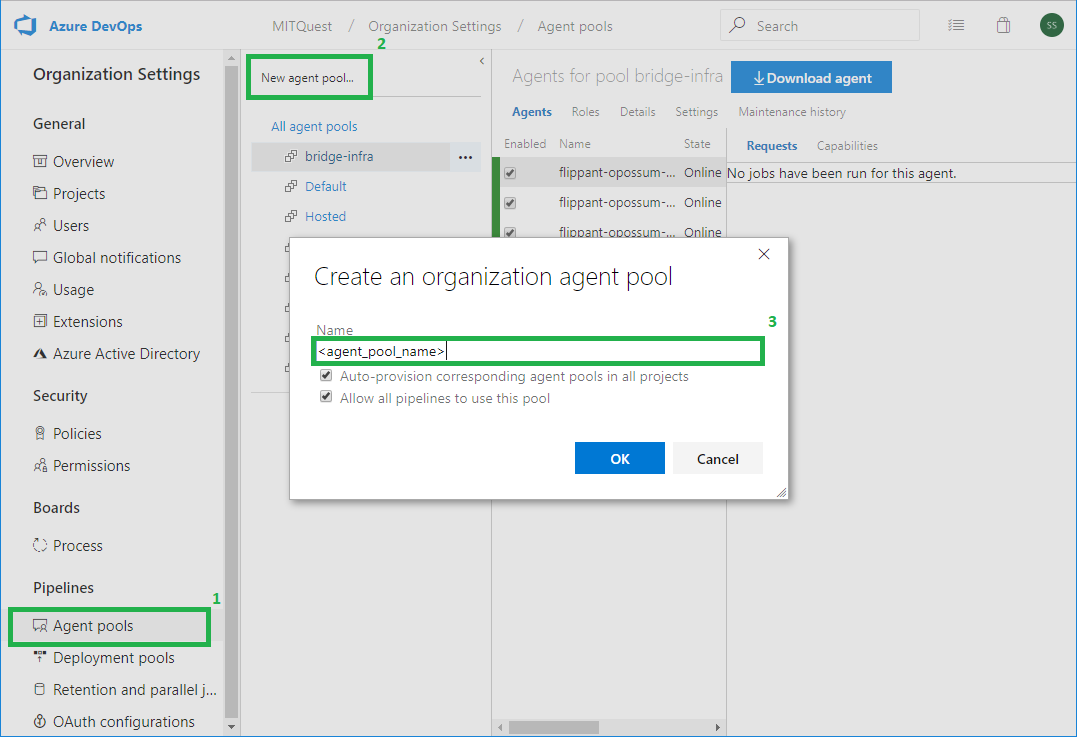 Azure DevOps
MITQuest / Organization Settings / Agent pools
Search
SS
Organization Settings
General
Overview
Projects
Users
Global notifications
Usage
Extensions
Azure Active Directory
Security
Policies
Permissions
Boards
Process
Pipelines
1
Agent pools
Deployment pools
Retention and parallel j...
OAuth configurations
2
New agent pool...
All agent pools
bridge-infra
Default
Hosted
Agents for pool bridge-infra
Download agent
Agents Roles Details Settings Maintenance history
Enabled Name State
flippant-opossum-... Online
flippant-opossum-... Online
flippant-opossum-... Online
Requests Capabilities
No jobs have been run for this agent.
Create an organization agent pool
Name
3
<agent_pool_name>
Auto-provision corresponding agent pools in all projects
Allow all pipelines to use this pool
OK Cancel